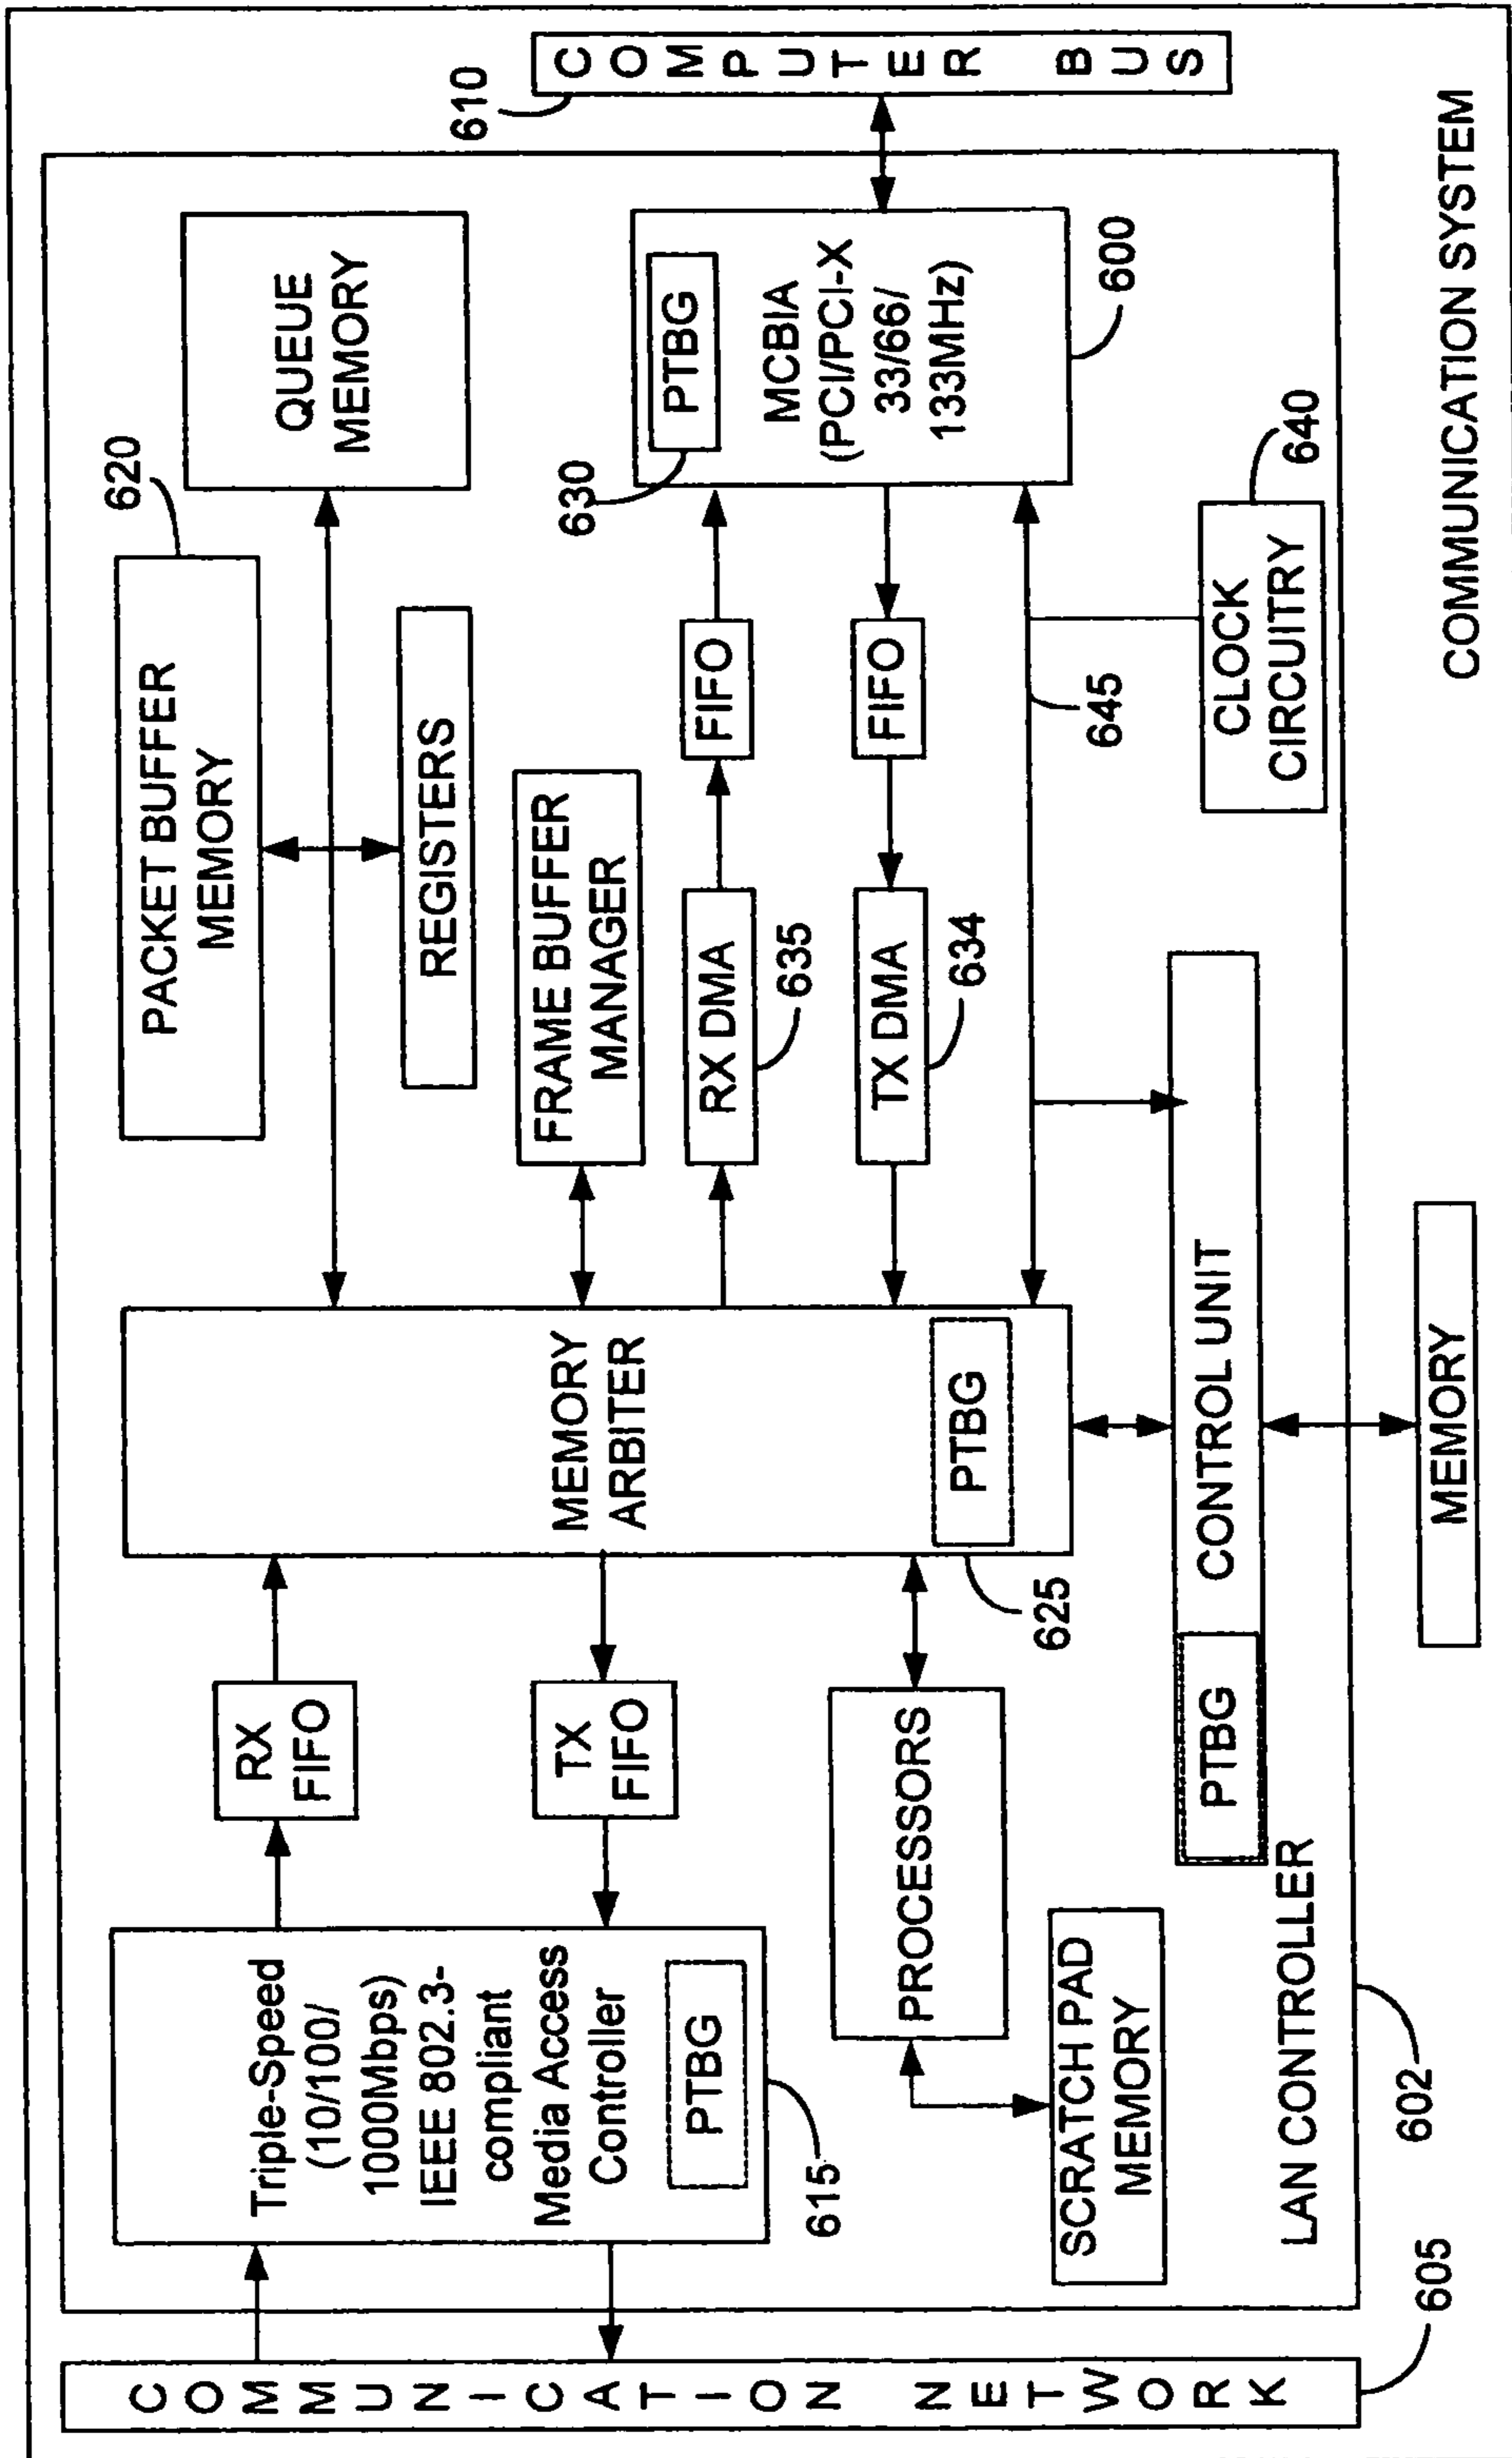 COMMUNICATION NETWORK
605
Triple-Speed
(10/100/
1000Mbps)
IEEE 802.3-
compliant
Media Access
Controller
PTBG
615
RX
FIFO
TX
FIFO
PROCESSORS
SCRATCH PAD
MEMORY
LAN CONTROLLER
602
MEMORY
ARBITER
PTBG
625
PTBG
CONTROL UNIT
MEMORY
PACKET BUFFER
MEMORY
620
REGISTERS
QUEUE
MEMORY
FRAME BUFFER
MANAGER
RX DMA
635
FIFO
TX DMA
634
FIFO
630
PTBG
MCBIA
(PCI/PCI-X
33/66/
133MHz)
600
645
CLOCK
CIRCUITRY
640
610
COMPUTER BUS
COMMUNICATION SYSTEM